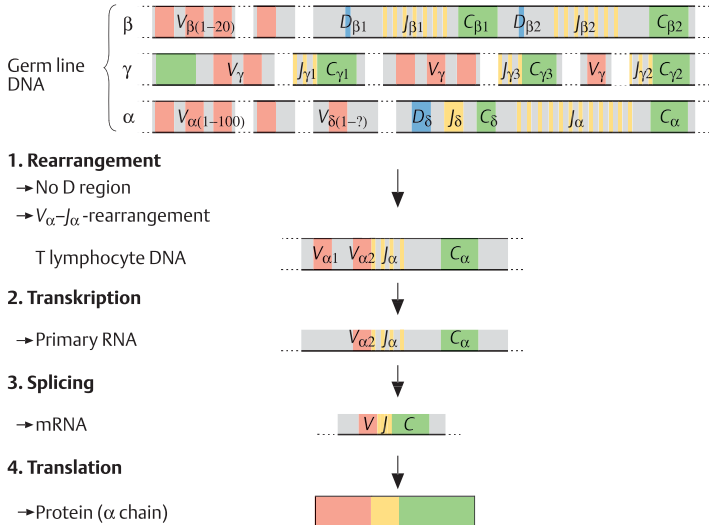 β Vβ(1–20) Dβ1 Jβ1 Cβ1 Dβ2 Jβ2 Cβ2
Germ line
DNA
γ Vγ Jγ1 Cγ1 Vγ Jγ3 Cγ3 Vγ Jγ2 Cγ2
α Vα(1–100) Vδ(1–?) Dδ Jδ Cδ Jα Cα
1. Rearrangement
→No D region
→Vα–Jα-rearrangement
T lymphocyte DNA Vα1 Vα2 Jα Cα
2. Transkription
→Primary RNA Vα2 Jα Cα
3. Splicing
→mRNA V J C
4. Translation
→Protein (α chain)